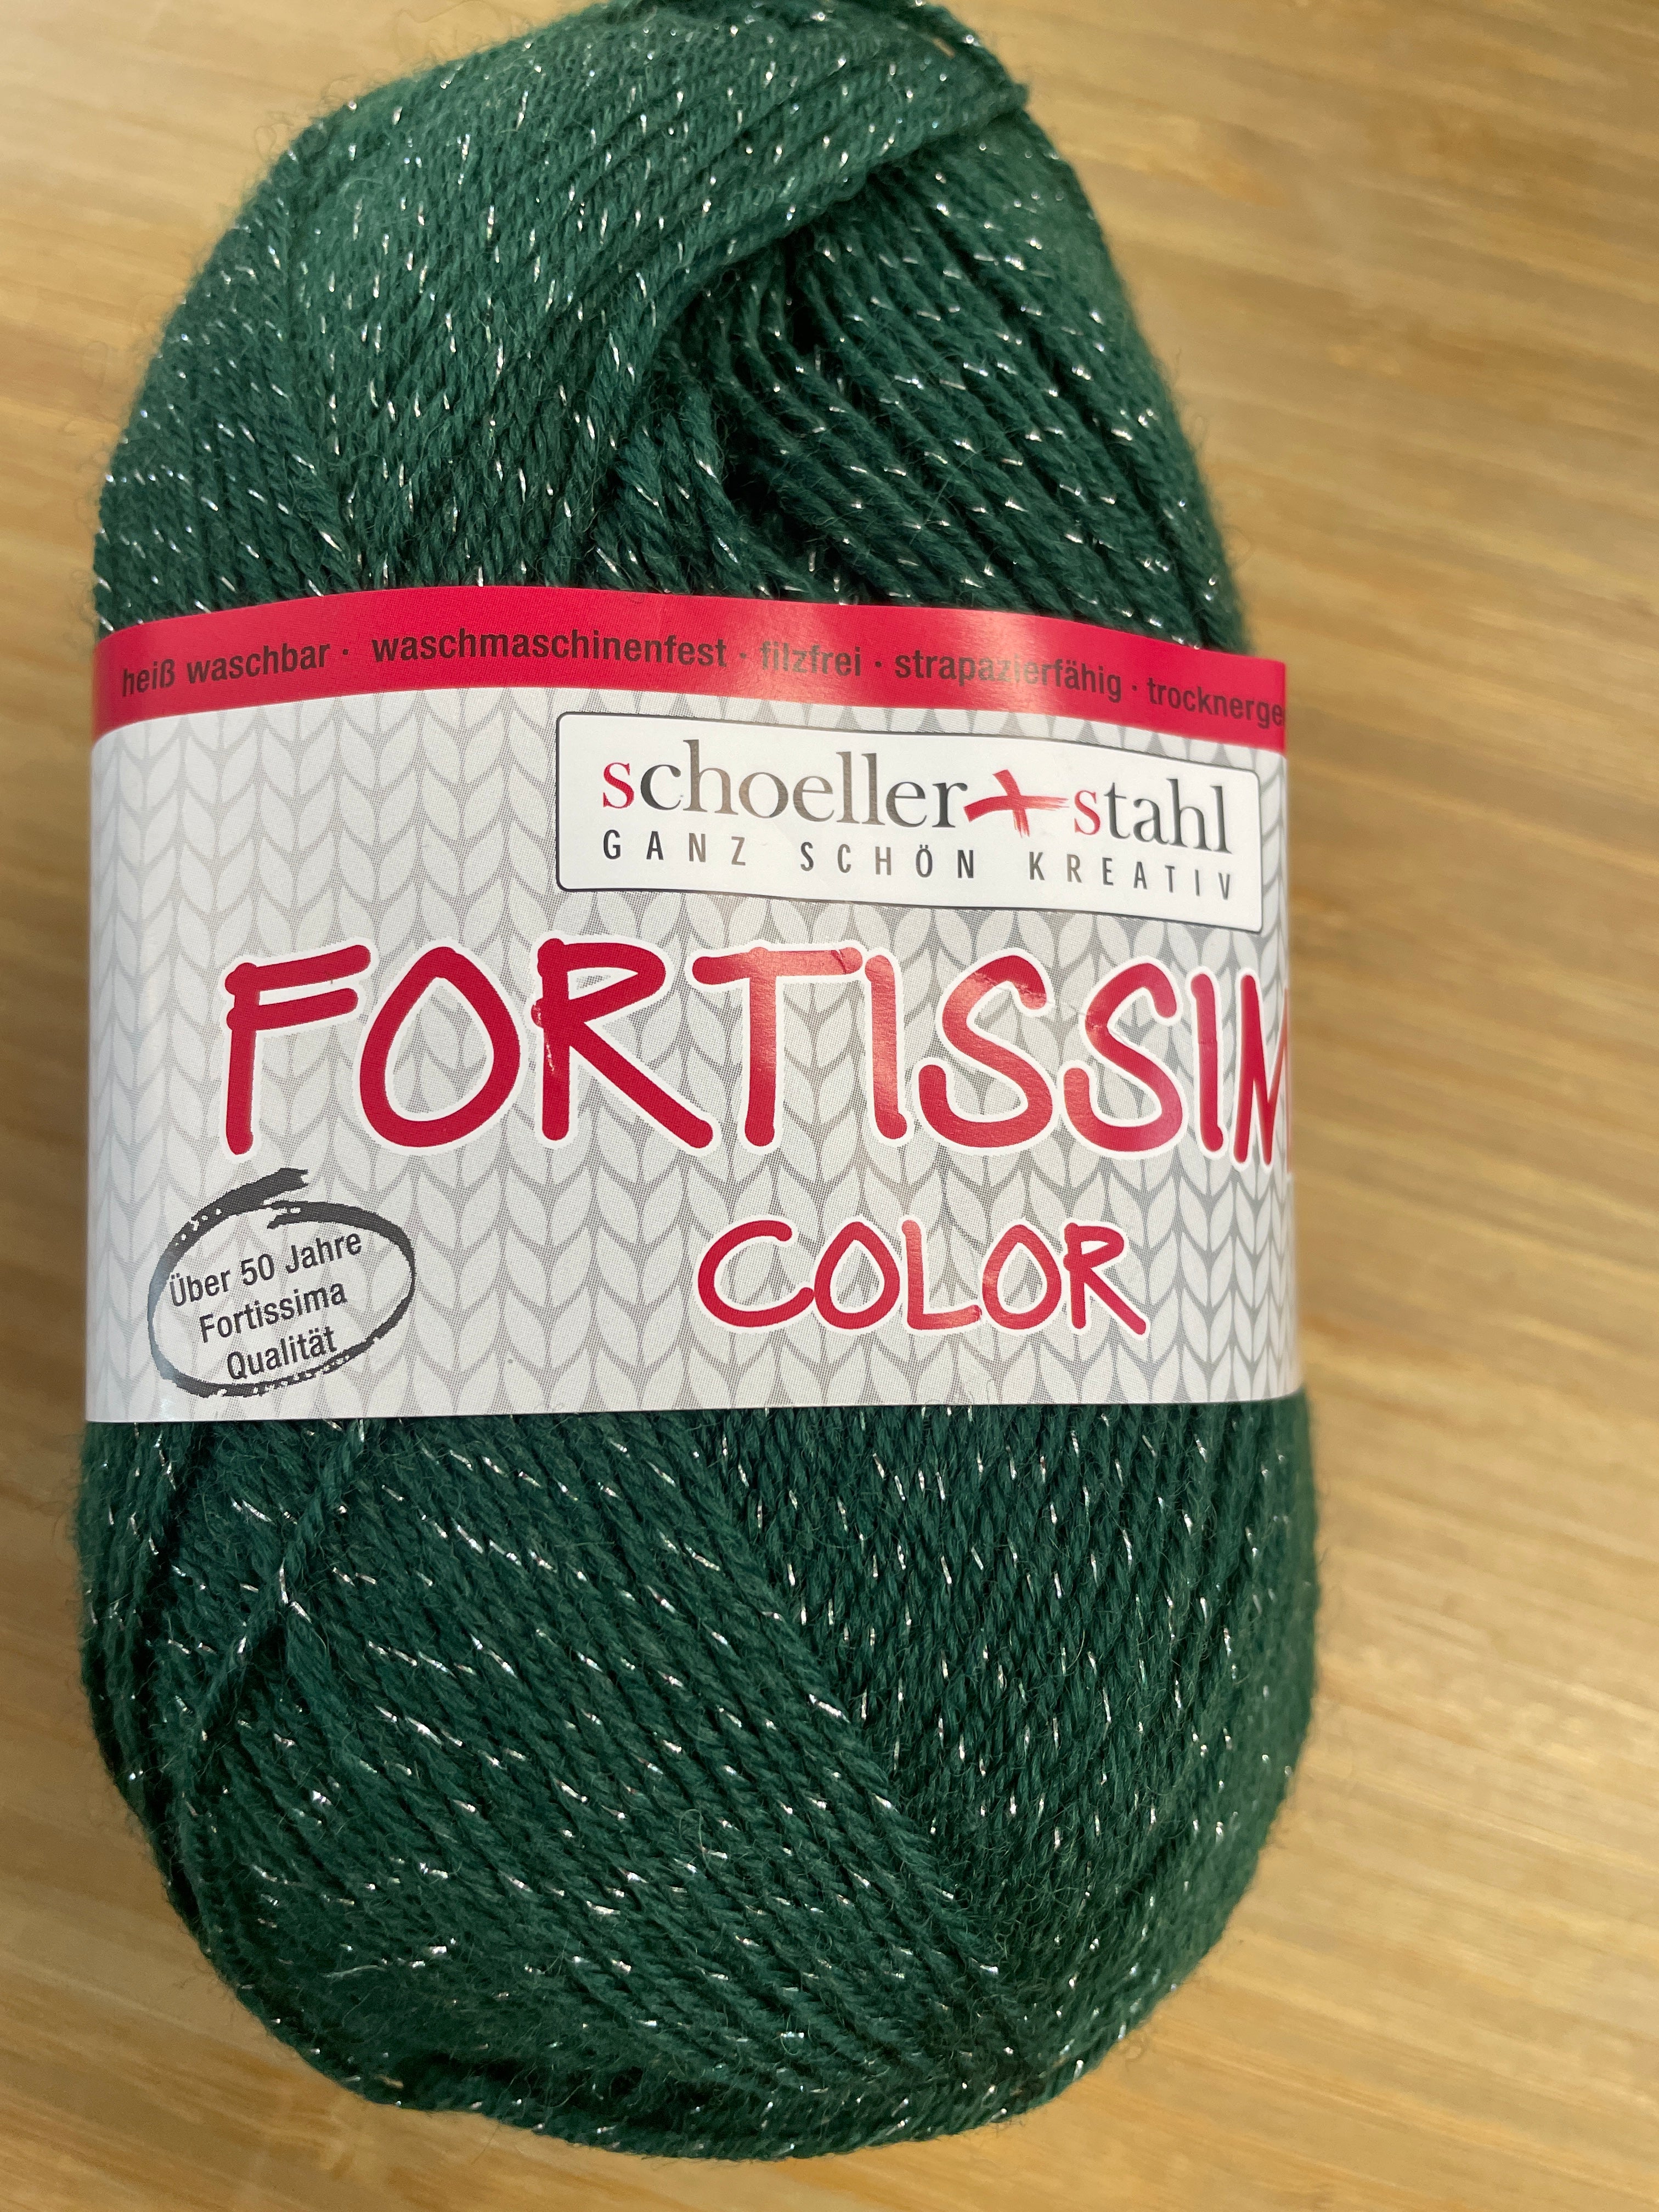 heiß waschbar · waschmaschinenfest · filzfrei · strapazierfähig · trocknerge
schoeller+stahl
GANZ SCHÖN KREATIV
FORTISSIM
COLOR
Über 50 Jahre
Fortissima
Qualität